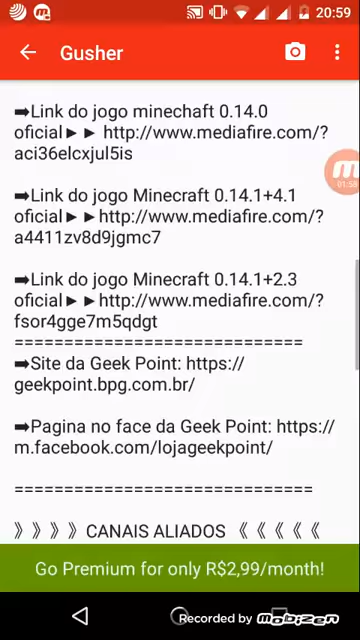 20:59
Gusher
➡Link do jogo minechaft 0.14.0
oficial►► http://www.mediafire.com/?
aci36elcxjul5is
01:58
➡Link do jogo Minecraft 0.14.1+4.1
oficial►►http://www.mediafire.com/?
a4411zv8d9jgmc7
➡Link do jogo Minecraft 0.14.1+2.3
oficial►►http://www.mediafire.com/?
fsor4gge7m5qdgt
=============================
➡Site da Geek Point: https://
geekpoint.bpg.com.br/
➡Pagina no face da Geek Point: https://
m.facebook.com/lojageekpoint/
==============================
》》》》CANAIS ALIADOS 《《《《《
Go Premium for only R$2,99/month!
Recorded by mobizen